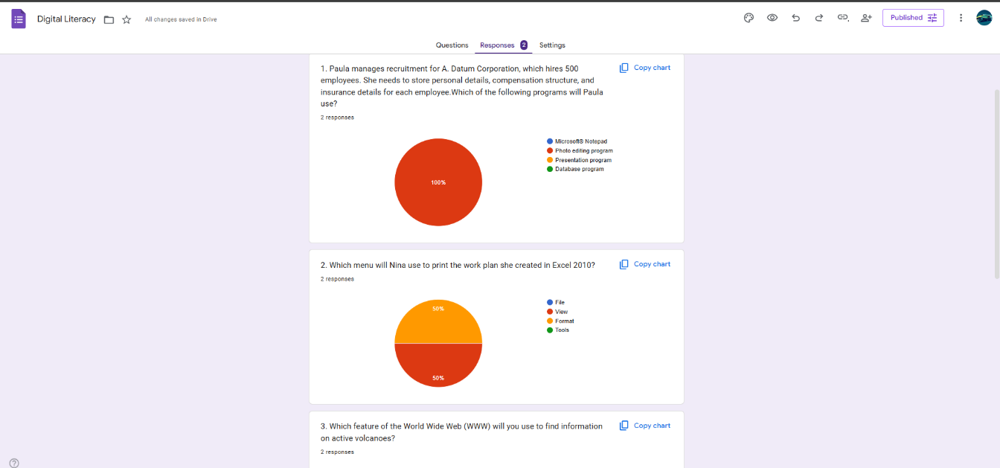 Digital Literacy
All changes saved in Drive
Published
Questions
Responses 2
Settings
1. Paula manages recruitment for A. Datum Corporation, which hires 500
employees. She needs to store personal details, compensation structure, and
insurance details for each employee.Which of the following programs will Paula
use?
Copy chart
2 responses
100%
Microsoft® Notepad
Photo editing program
Presentation program
Database program
2. Which menu will Nina use to print the work plan she created in Excel 2010?
Copy chart
2 responses
50%
50%
File
View
Format
Tools
3. Which feature of the World Wide Web (WWW) will you use to find information
on active volcanoes?
Copy chart
2 responses